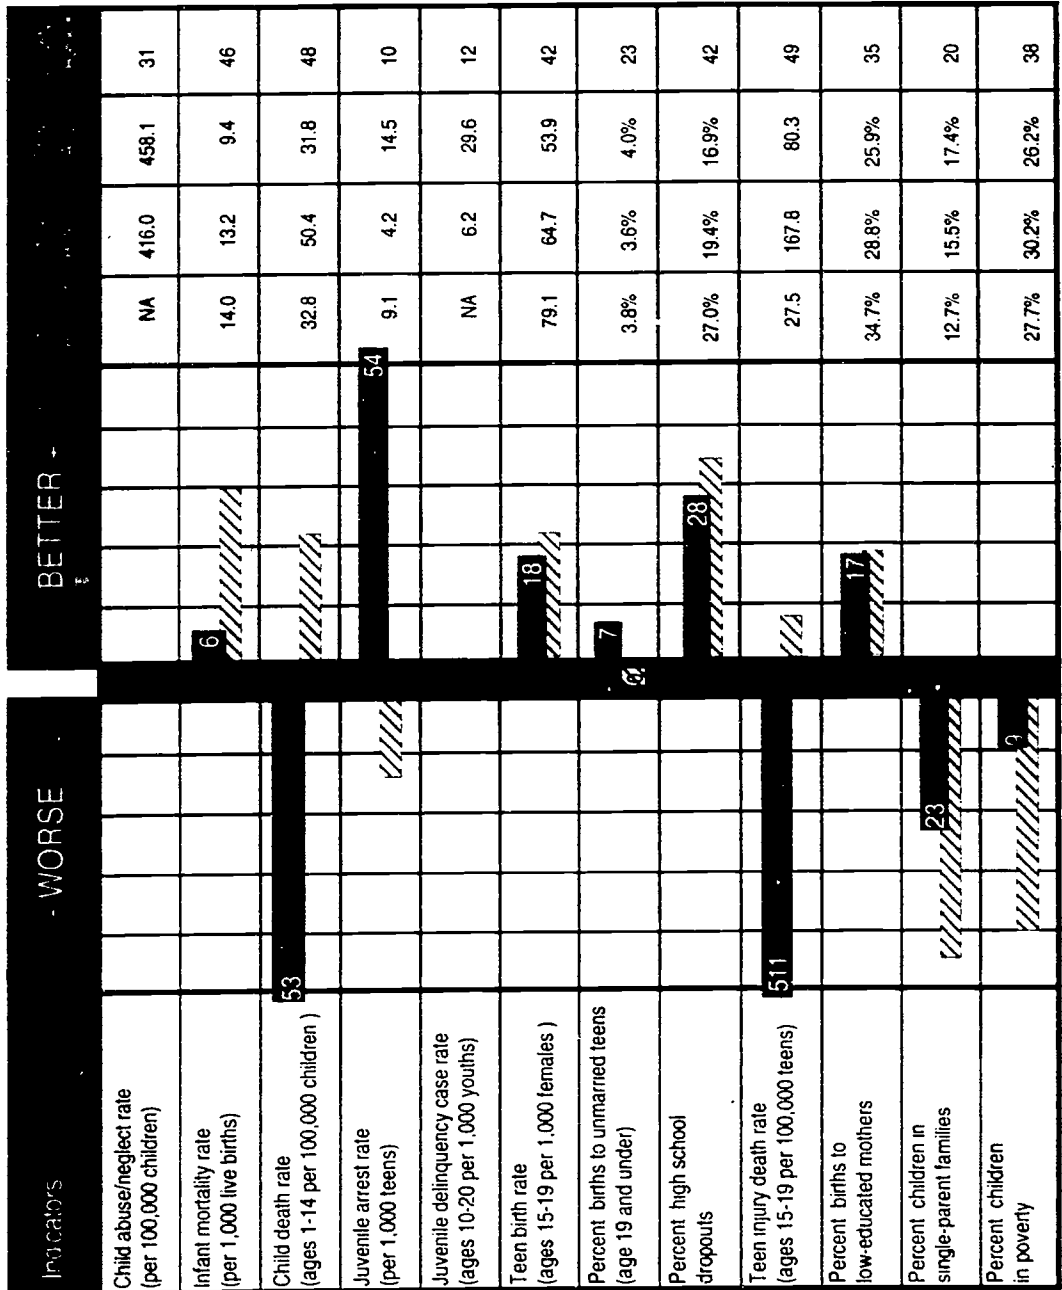 Indicators - WORSE BETTER +
Child abuse/neglect rate
(per 100,000 children)
NA 416.0 458.1 31
Infant mortality rate
(per 1,000 live births)
6 14.0 13.2 9.4 46
Child death rate
(ages 1-14 per 100,000 children )
53 32.8 50.4 31.8 48
Juvenile arrest rate
(per 1,000 teens)
54 9.1 4.2 14.5 10
Juvenile delinquency case rate
(ages 10-20 per 1,000 youths)
NA 6.2 29.6 12
Teen birth rate
(ages 15-19 per 1,000 females )
18 79.1 64.7 53.9 42
Percent births to unmarried teens
(age 19 and under)
7 3.8% 3.6% 4.0% 23
Percent high school
dropouts
28 27.0% 19.4% 16.9% 42
Teen injury death rate
(ages 15-19 per 100,000 teens)
511 27.5 167.8 80.3 49
Percent births to
low-educated mothers
17 34.7% 28.8% 25.9% 35
Percent children in
single-parent families
23 12.7% 15.5% 17.4% 20
Percent children
in poverty
9 27.7% 30.2% 26.2% 38